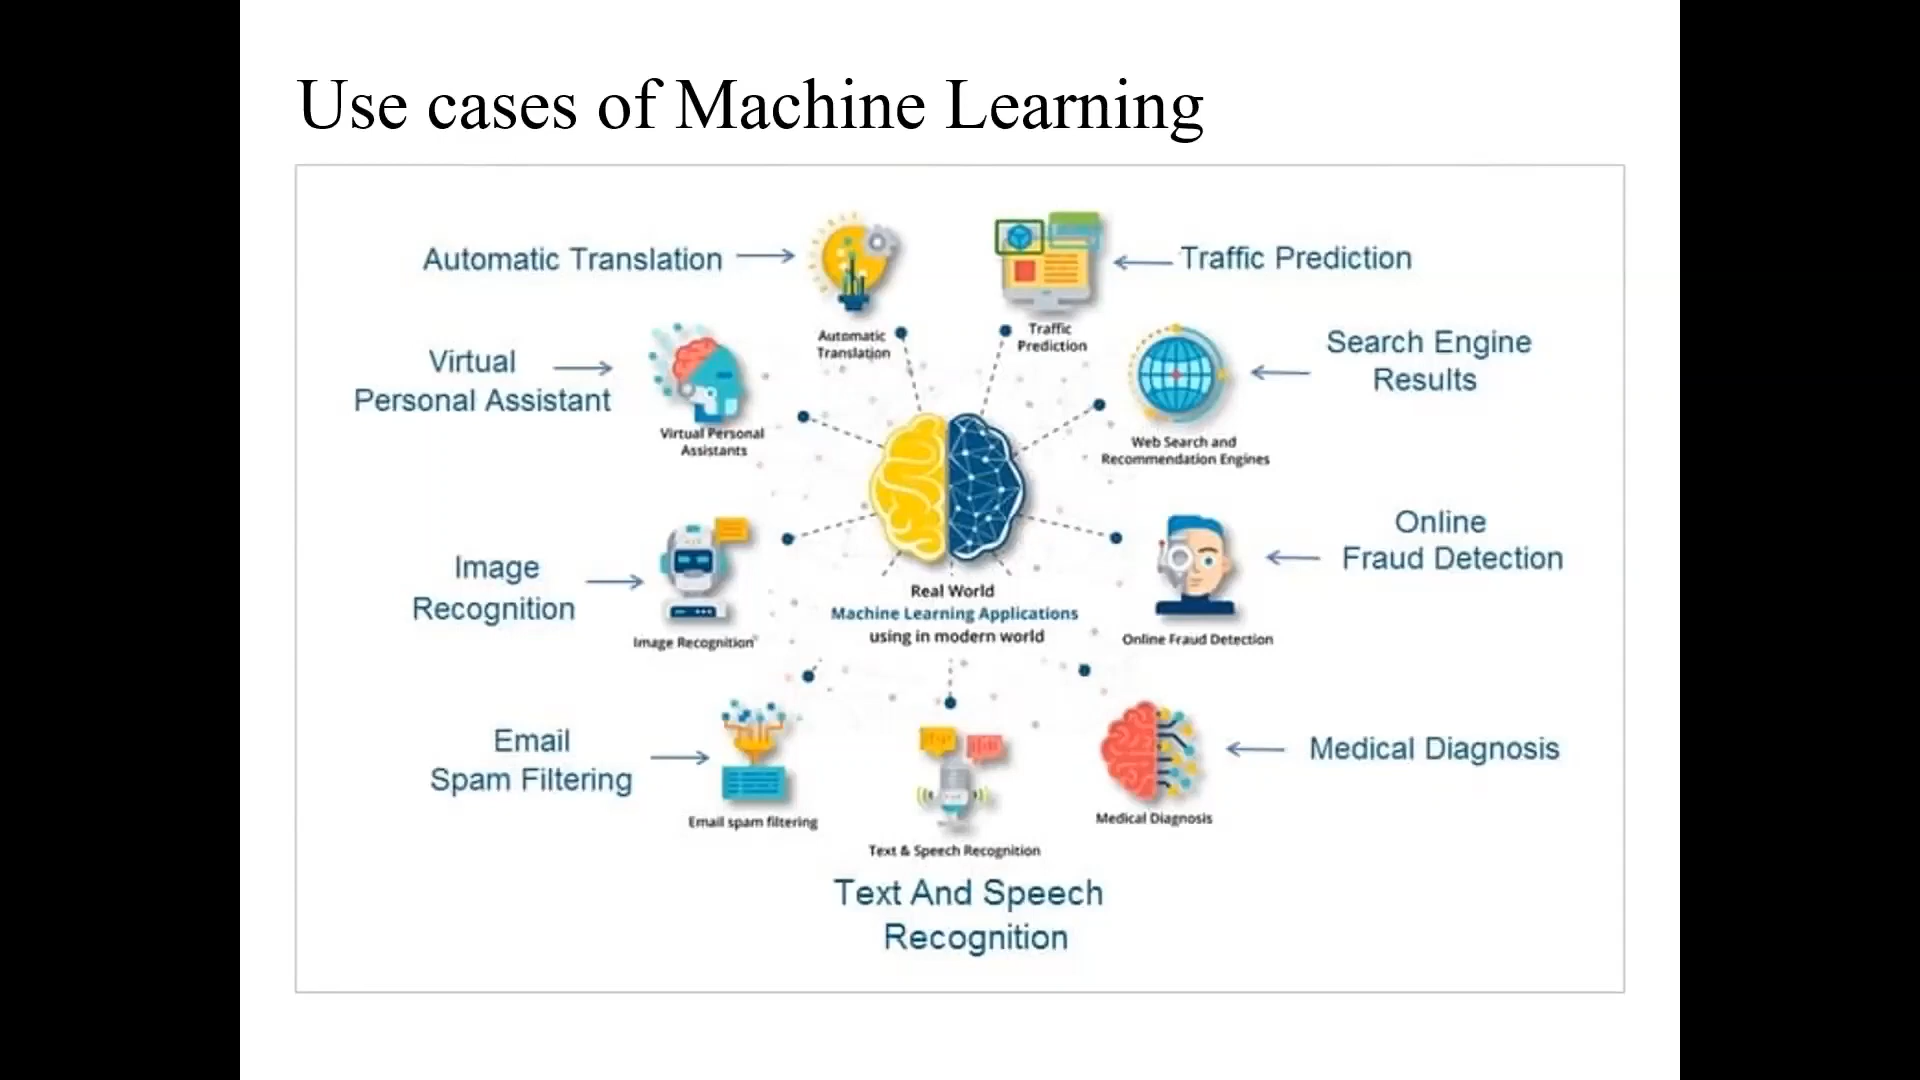 Use cases of Machine Learning
Automatic Translation
Traffic Prediction
Automatic
Translation
Traffic
Prediction
Virtual
Personal Assistant
Search Engine
Results
Virtual Personal
Assistants
Web Search and
Recommendation Engines
Image
Recognition
Online
Fraud Detection
Image Recognition
Real World
Machine Learning Applications
using in modern world
Online Fraud Detection
Email
Spam Filtering
Medical Diagnosis
Email spam filtering
Medical Diagnosis
Text & Speech Recognition
Text And Speech
Recognition